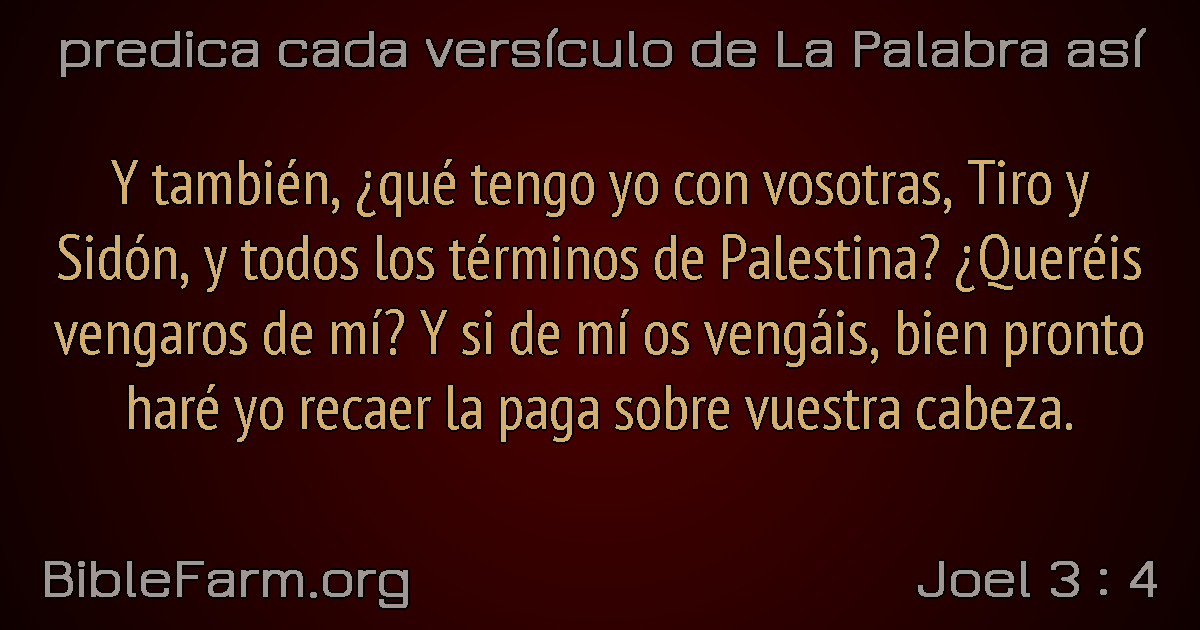 predica cada versículo de La Palabra así
Y también, ¿qué tengo yo con vosotras, Tiro y
Sidón, y todos los términos de Palestina? ¿Queréis
vengaros de mí? Y si de mí os vengáis, bien pronto
haré yo recaer la paga sobre vuestra cabeza.
BibleFarm.org
Joel 3 : 4